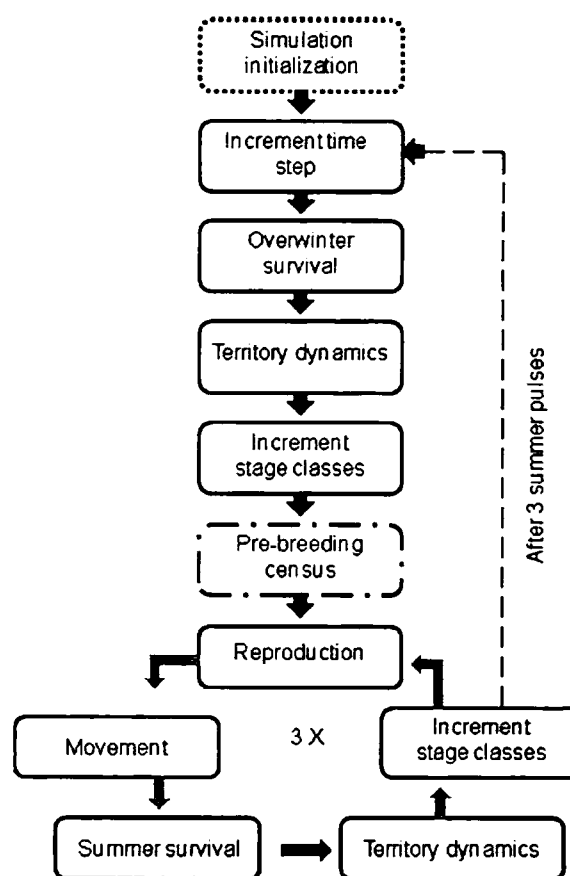 Simulation
initialization
Increment time
step
Overwinter
survival
Territory dynamics
Increment
stage classes
Pre-breeding
census
Reproduction
After 3 summer pulses
Movement
3 X
Increment
stage classes
Summer survival
Territory dynamics